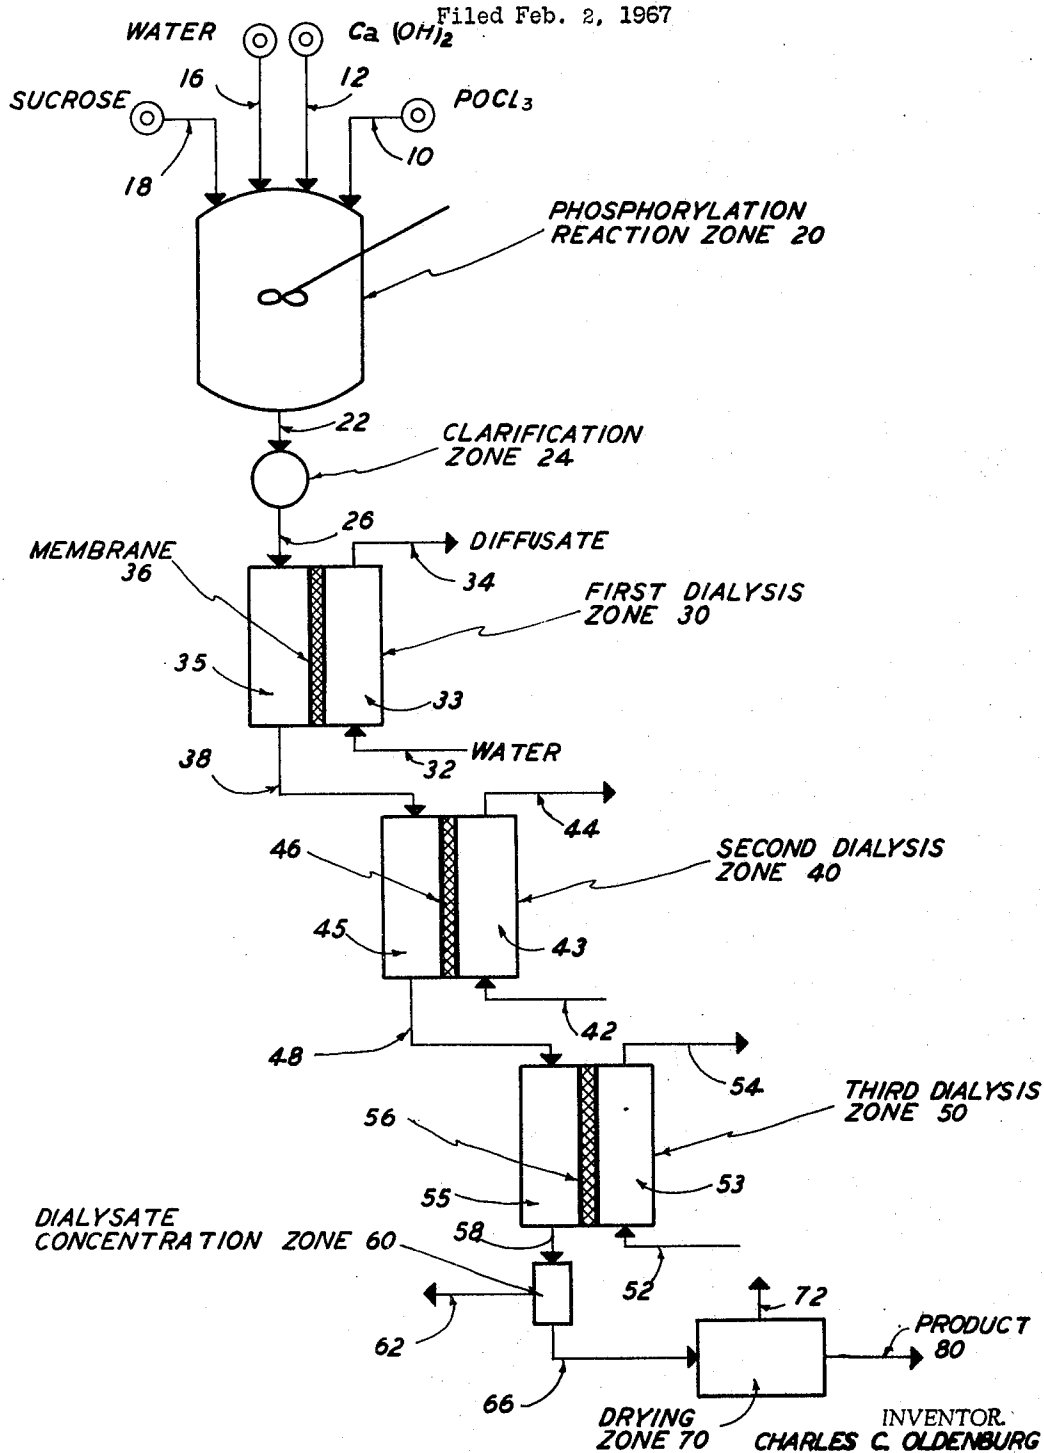 Filed Feb. 2, 1967
WATER
Ca (OH)2
16
12
SUCROSE
POCL3
18
10
PHOSPHORYLATION
REACTION ZONE 20
22
CLARIFICATION
ZONE 24
26
DIFFUSATE
MEMBRANE
36
34
FIRST DIALYSIS
ZONE 30
35
33
WATER
32
38
44
46
SECOND DIALYSIS
ZONE 40
45
43
42
48
54
THIRD DIALYSIS
ZONE 50
56
53
55
DIALYSATE
CONCENTRATION ZONE 60
58
52
72
62
PRODUCT
80
66
DRYING
ZONE 70
INVENTOR.
CHARLES C. OLDENBURG